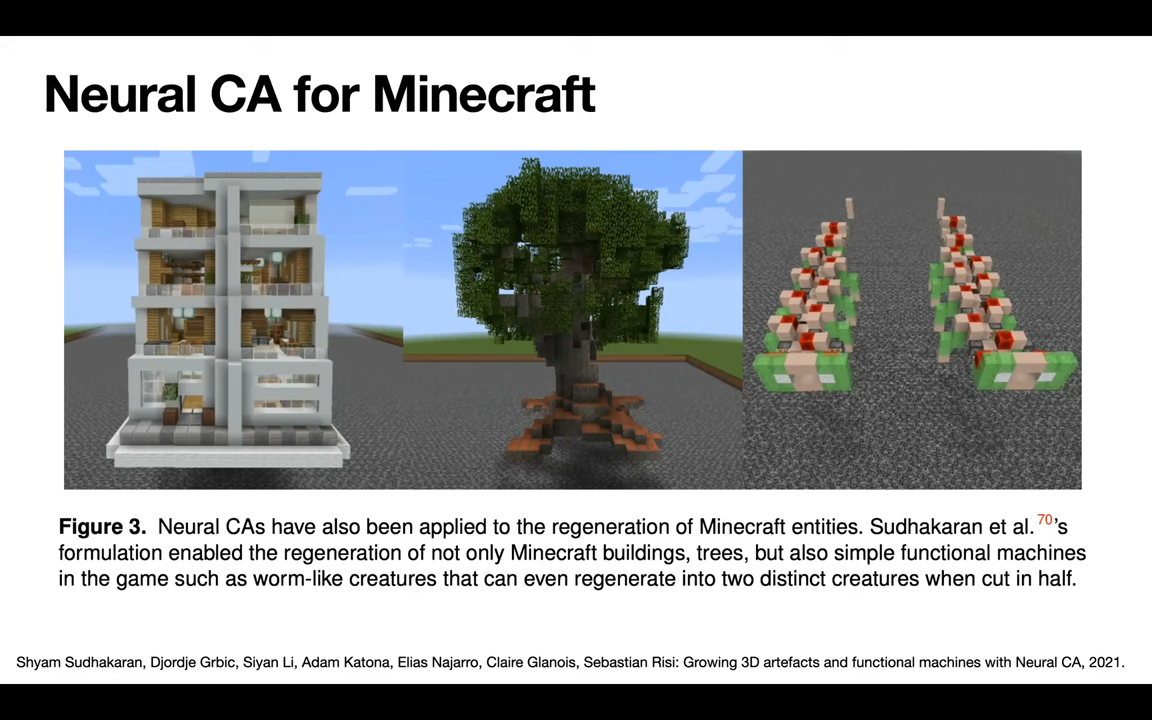 Neural CA for Minecraft
Figure 3. Neural CAs have also been applied to the regeneration of Minecraft entities. Sudhakaran et al.70's
formulation enabled the regeneration of not only Minecraft buildings, trees, but also simple functional machines
in the game such as worm-like creatures that can even regenerate into two distinct creatures when cut in half.
Shyam Sudhakaran, Djordje Grbic, Siyan Li, Adam Katona, Elias Najarro, Claire Glanois, Sebastian Risi: Growing 3D artefacts and functional machines with Neural CA, 2021.